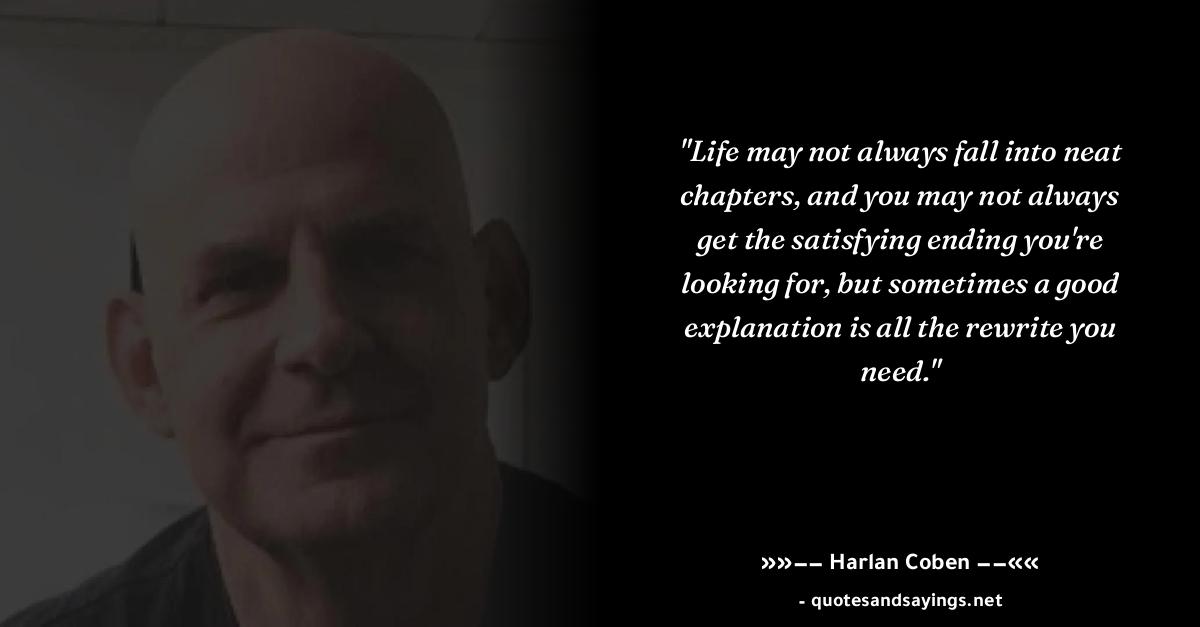 "Life may not always fall into neat
chapters, and you may not always
get the satisfying ending you're
looking for, but sometimes a good
explanation is all the rewrite you
need."
»»−− Harlan Coben −−««
- quotesandsayings.net